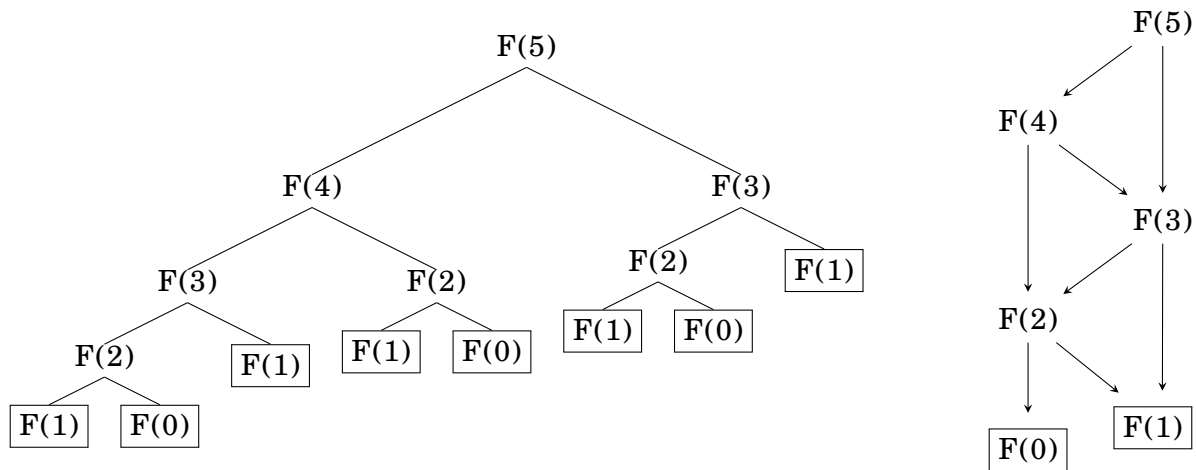 F(5)
F(4) F(3)
F(3) F(2) F(2) F(1)
F(2) F(1) F(1) F(0) F(1) F(0)
F(1) F(0)
F(5)
F(4)
F(3)
F(2)
F(1)
F(0)